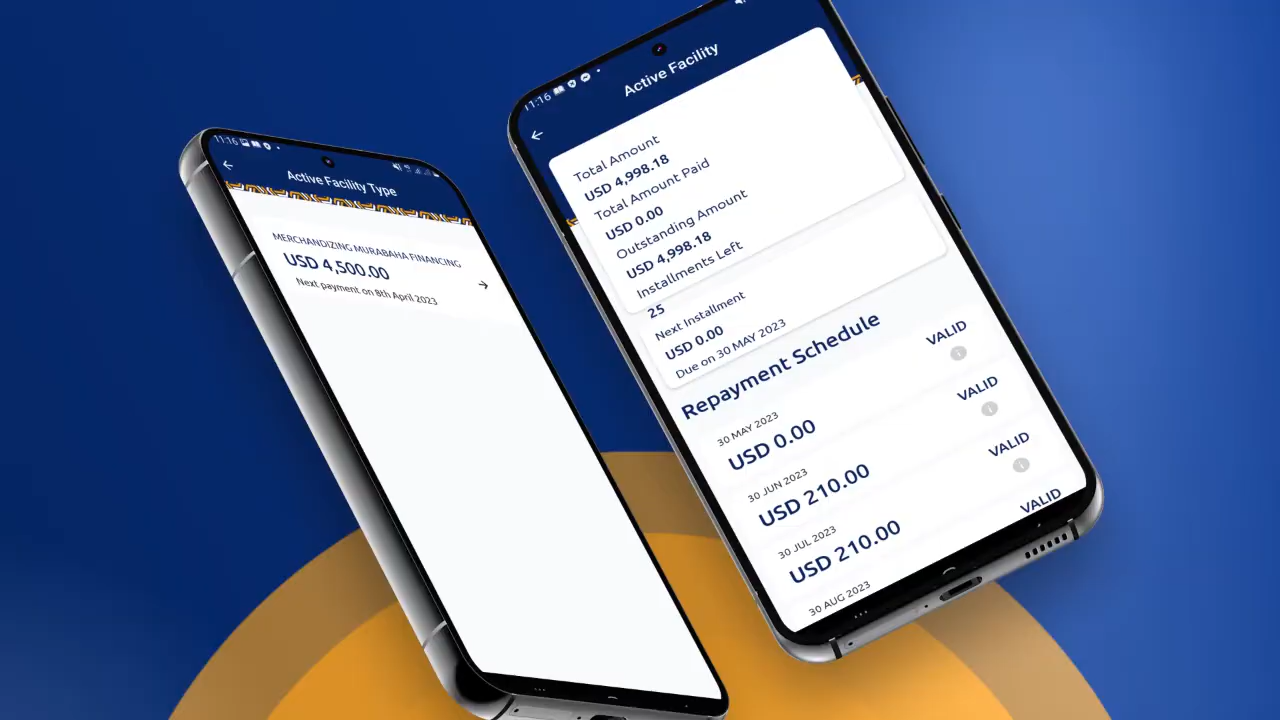 11:16
Active Facility Type
MERCHANDIZING MURABAHA FINANCING
USD 4,500.00
Next payment on 8th April 2023
11:16
Active Facility
Total Amount
USD 4,998.18
Total Amount Paid
USD 0.00
Outstanding Amount
USD 4,998.18
Installments Left
25
Next Installment
USD 0.00
Due on 30 MAY 2023
Repayment Schedule
30 MAY 2023
USD 0.00
VALID
30 JUN 2023
USD 210.00
VALID
30 JUL 2023
USD 210.00
VALID
30 AUG 2023
VALID